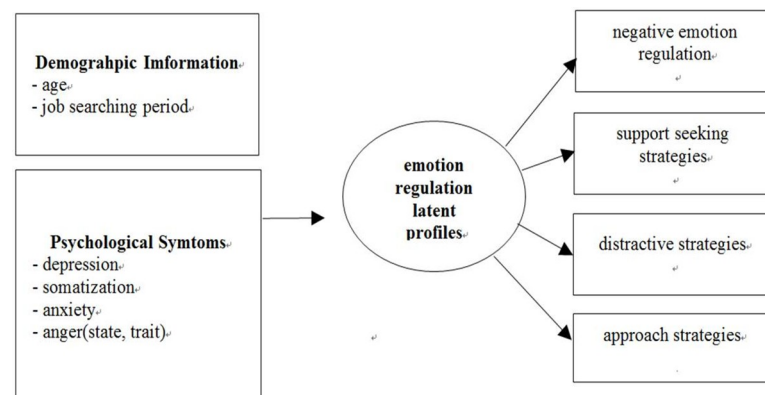 Demograhpic Imformation
- age
- job searching period
Psychological Symtoms
- depression
- somatization
- anxiety
- anger(state, trait)
emotion
regulation
latent
profiles
negative emotion
regulation
support seeking
strategies
distractive strategies
approach strategies